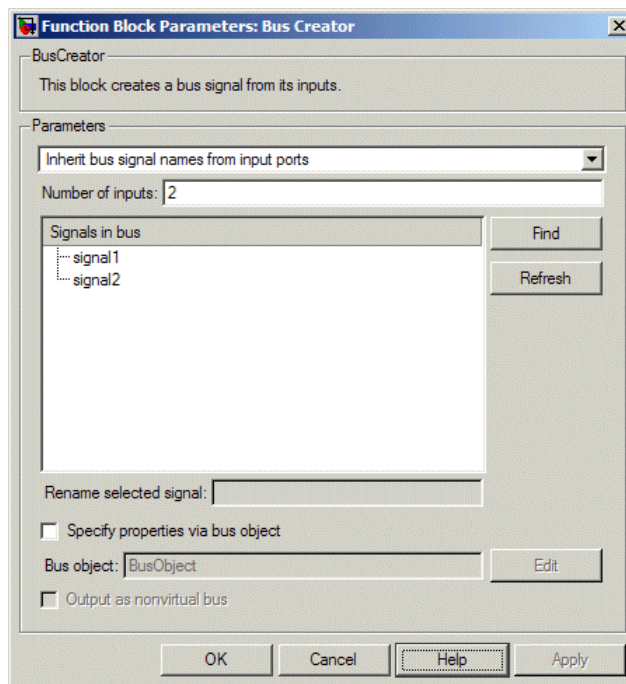 Function Block Parameters: Bus Creator
BusCreator
This block creates a bus signal from its inputs.
Parameters
Inherit bus signal names from input ports
Number of inputs: 2
Signals in bus
Find
signal1
Refresh
signal2
Rename selected signal:
Specify properties via bus object
Bus object: BusObject
Edit
Output as nonvirtual bus
OK Cancel Help Apply